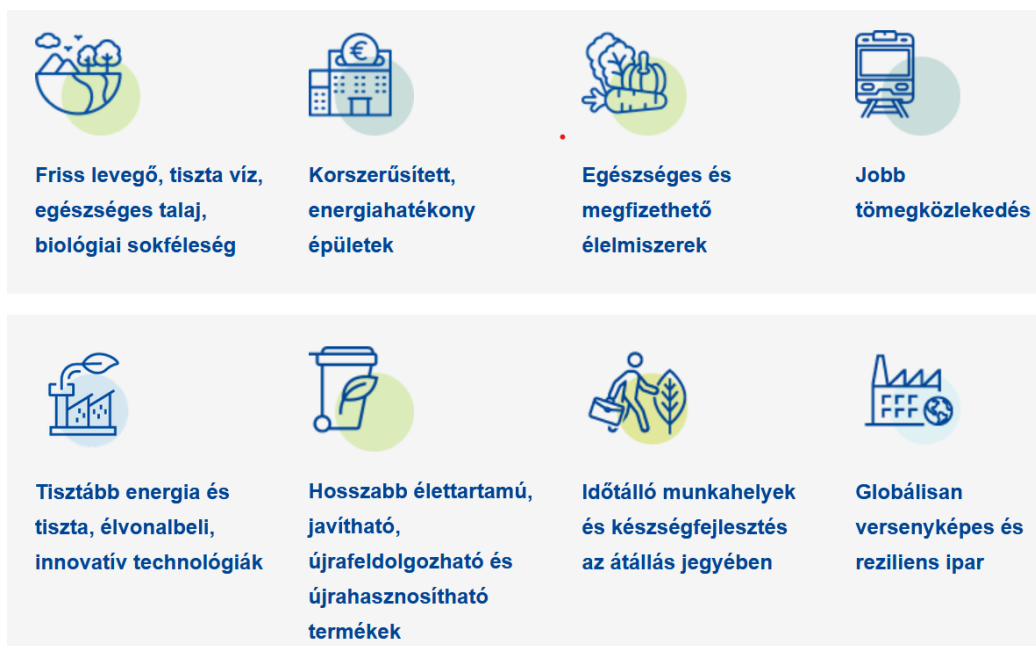 Friss levegő, tiszta víz,
egészséges talaj,
biológiai sokféleség
Korszerűsített,
energiahatékony
épületek
Egészséges és
megfizethető
élelmiszerek
Jobb
tömegközlekedés
Tisztább energia és
tiszta, élvonalbeli,
innovatív technológiák
Hosszabb élettartamú,
javítható,
újrafeldolgozható és
újrahasznosítható
termékek
Időtálló munkahelyek
és készségfejlesztés
az átállás jegyében
Globálisan
versenyképes és
reziliens ipar